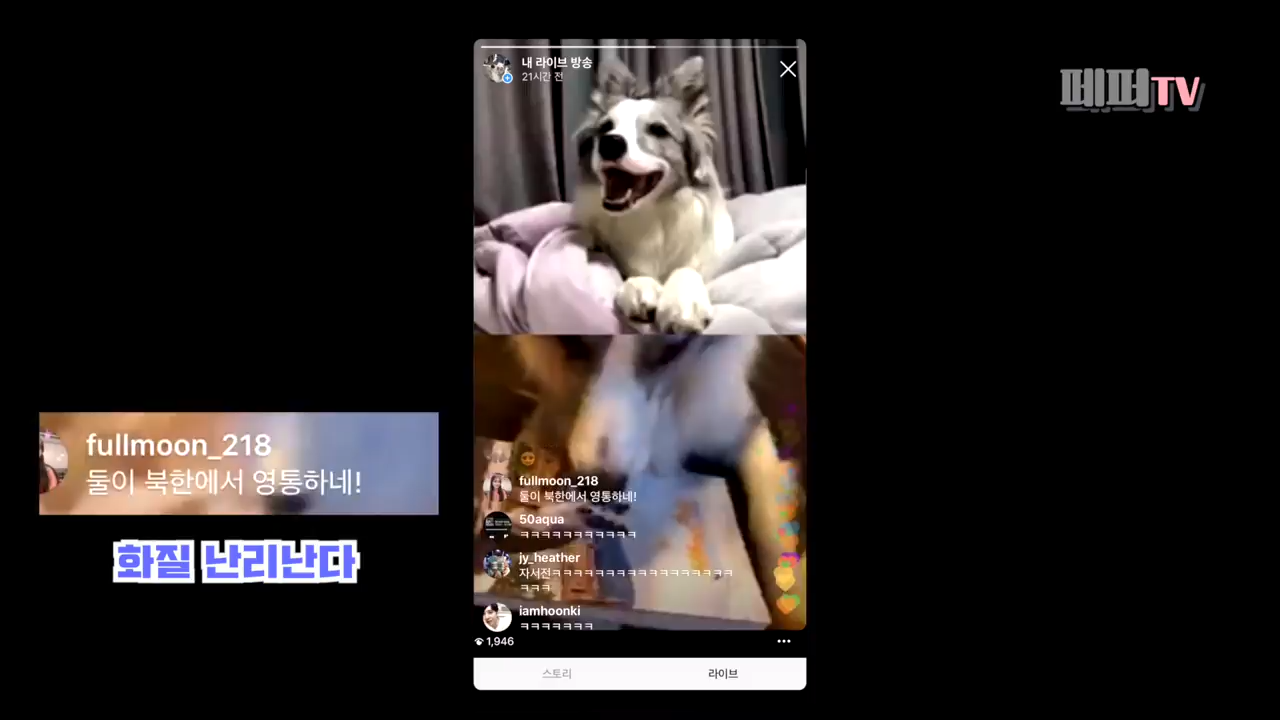 내 라이브 방송
21시간 전
페퍼TV
fullmoon_218
둘이 북한에서 영통하네!
화질 난리난다
fullmoon_218
둘이 북한에서 영통하네!
50aqua
ㅋㅋㅋㅋㅋㅋㅋㅋㅋㅋㅋ
jy_heather
자서전ㅋㅋㅋㅋㅋㅋㅋㅋㅋㅋㅋㅋㅋㅋㅋㅋㅋ
ㅋㅋㅋ
iamhoonki
ㅋㅋㅋㅋㅋㅋㅋ
1,946
스토리
라이브